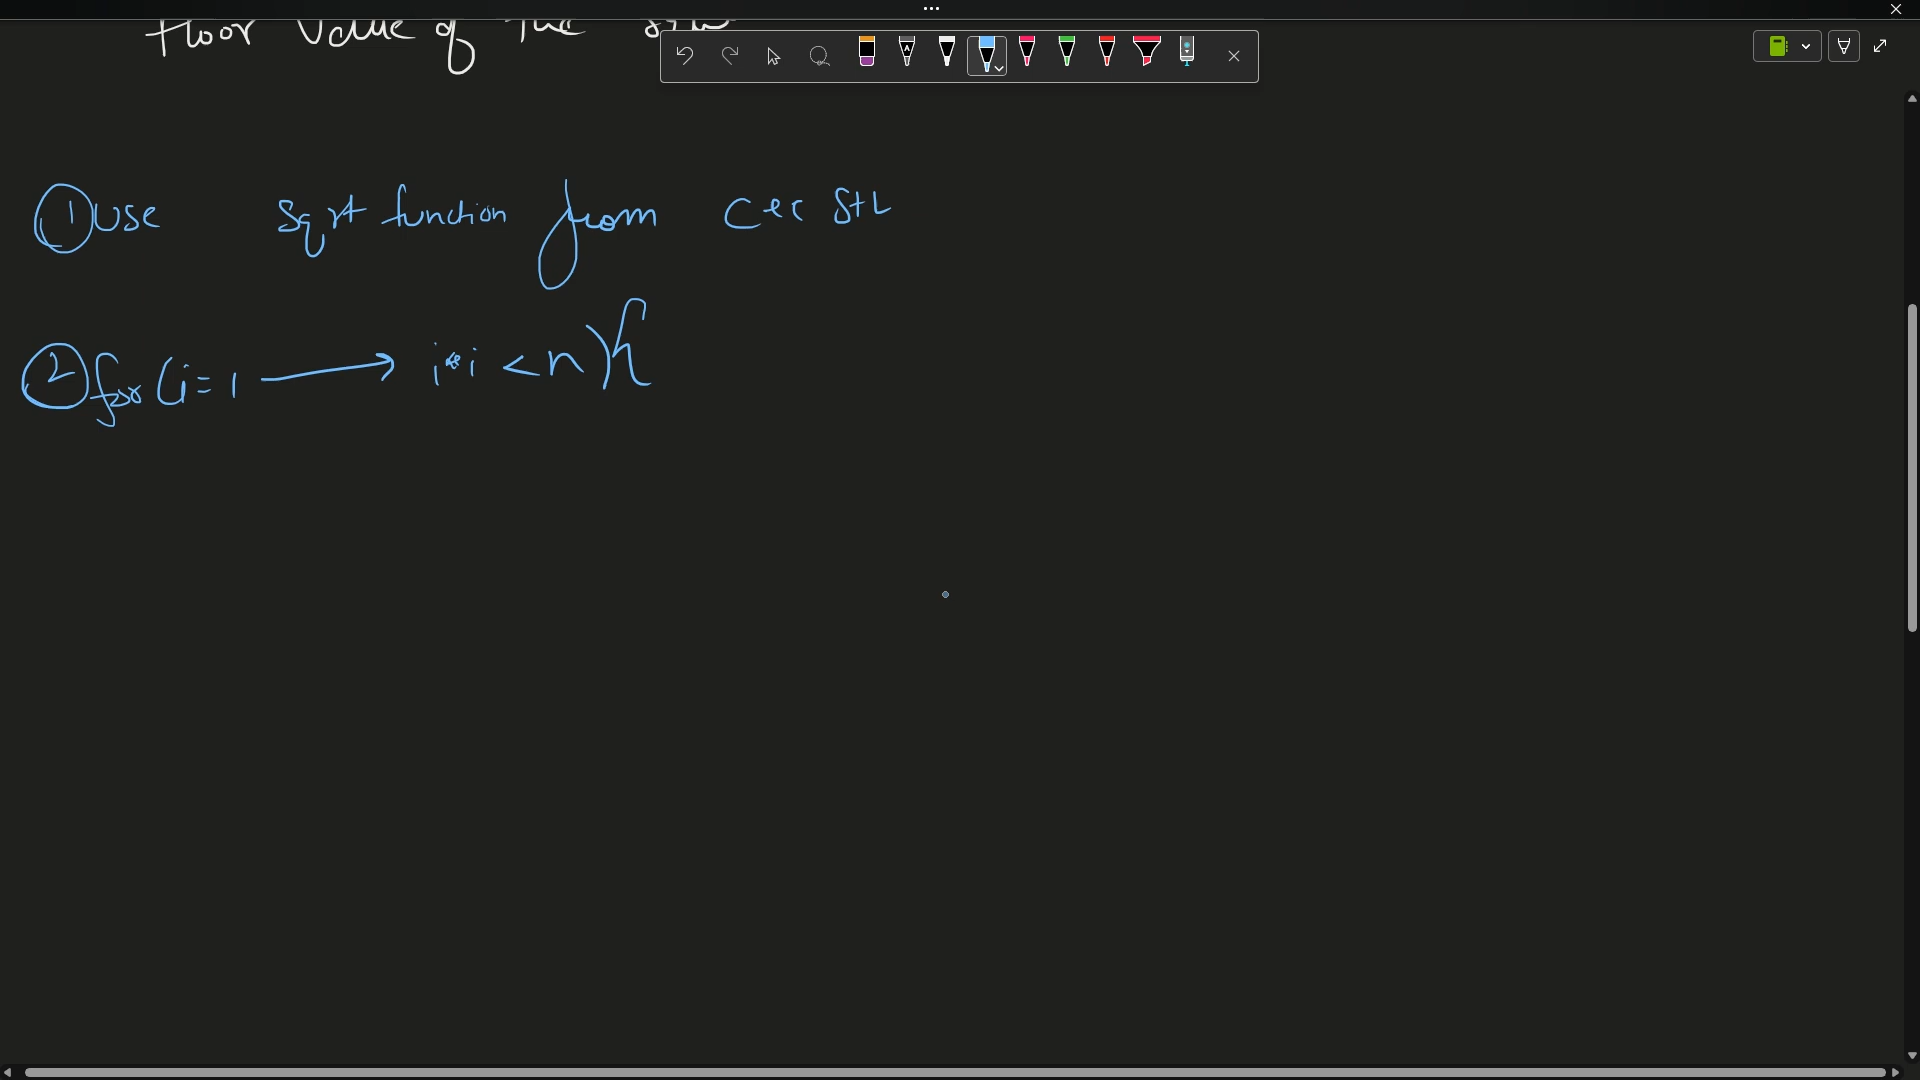 floor value of the
① Use sqrt function from C++ STL
② for (i = 1 → i*i < n) {